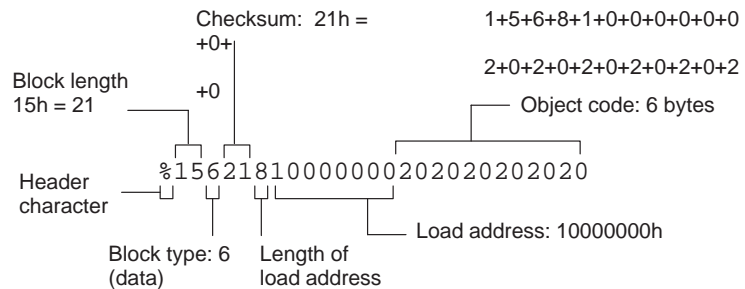 Checksum: 21h = 1+5+6+8+1+0+0+0+0+0+0
+0+
2+0+2+0+2+0+2+0+2+0+2
+0
Block length
15h = 21
Object code: 6 bytes
%15621810000000202020202020
Header
character
Load address: 10000000h
Block type: 6
(data)
Length of
load address